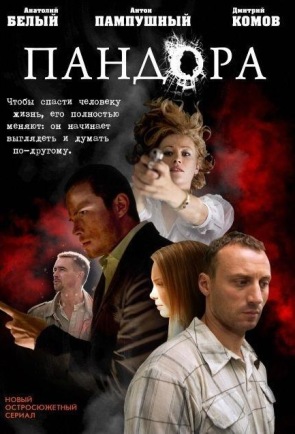 Анатолий Антон Дмитрий
БЕЛЫЙ ПАМПУШНЫЙ КОМОВ
ПАНДОРА
Чтобы спасти человеку
жизнь, его полностью
меняют: он начинает
выглядеть и думать
по-другому.
НОВЫЙ
ОСТРОСЮЖЕТНЫЙ
СЕРИАЛ